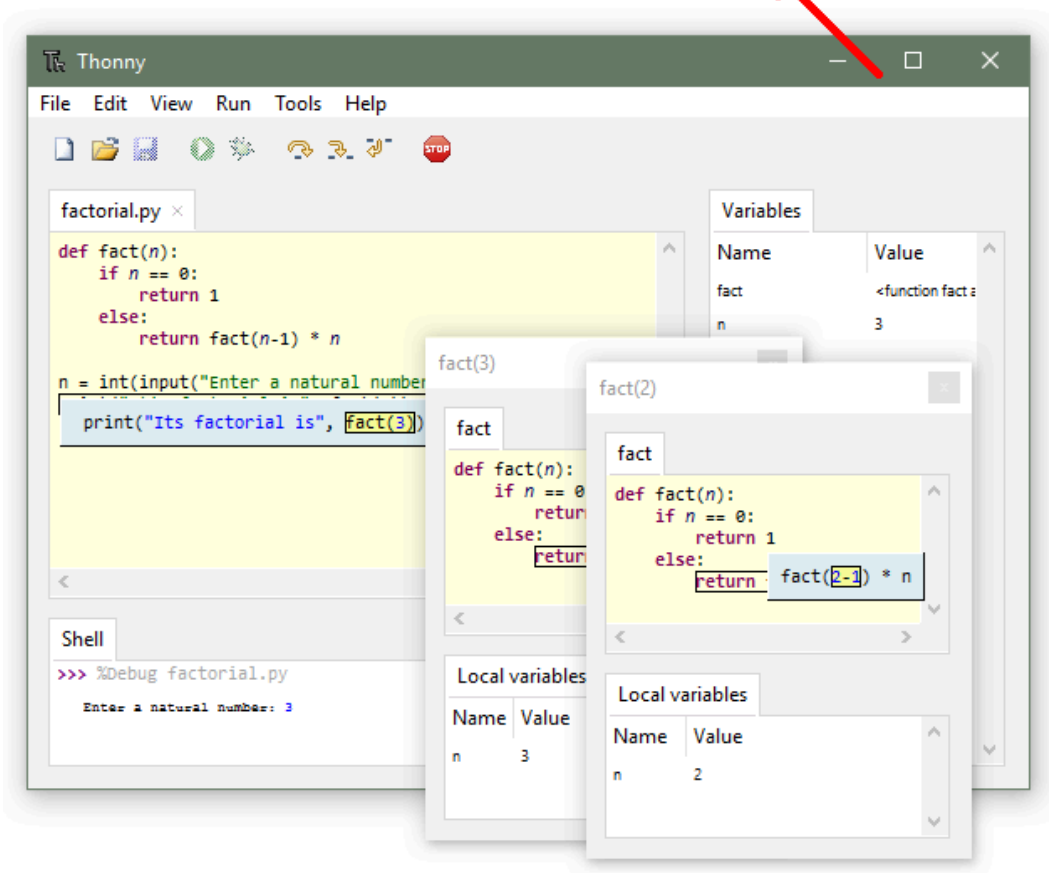 Thonny
File Edit View Run Tools Help
STOP
factorial.py
def fact(n):
    if n == 0:
        return 1
    else:
        return fact(n-1) * n
n = int(input("Enter a natural number
print("Its factorial is", fact(3))
Shell
>>> %Debug factorial.py
Enter a natural number: 3
Variables
Name Value
fact <function fact a
n 3
fact(3)
fact
def fact(n):
    if n == 0
        retur
    else:
        retur
Local variables
Name Value
n 3
fact(2)
fact
def fact(n):
    if n == 0:
        return 1
    else:
        return fact(2-1) * n
Local variables
Name Value
n 2